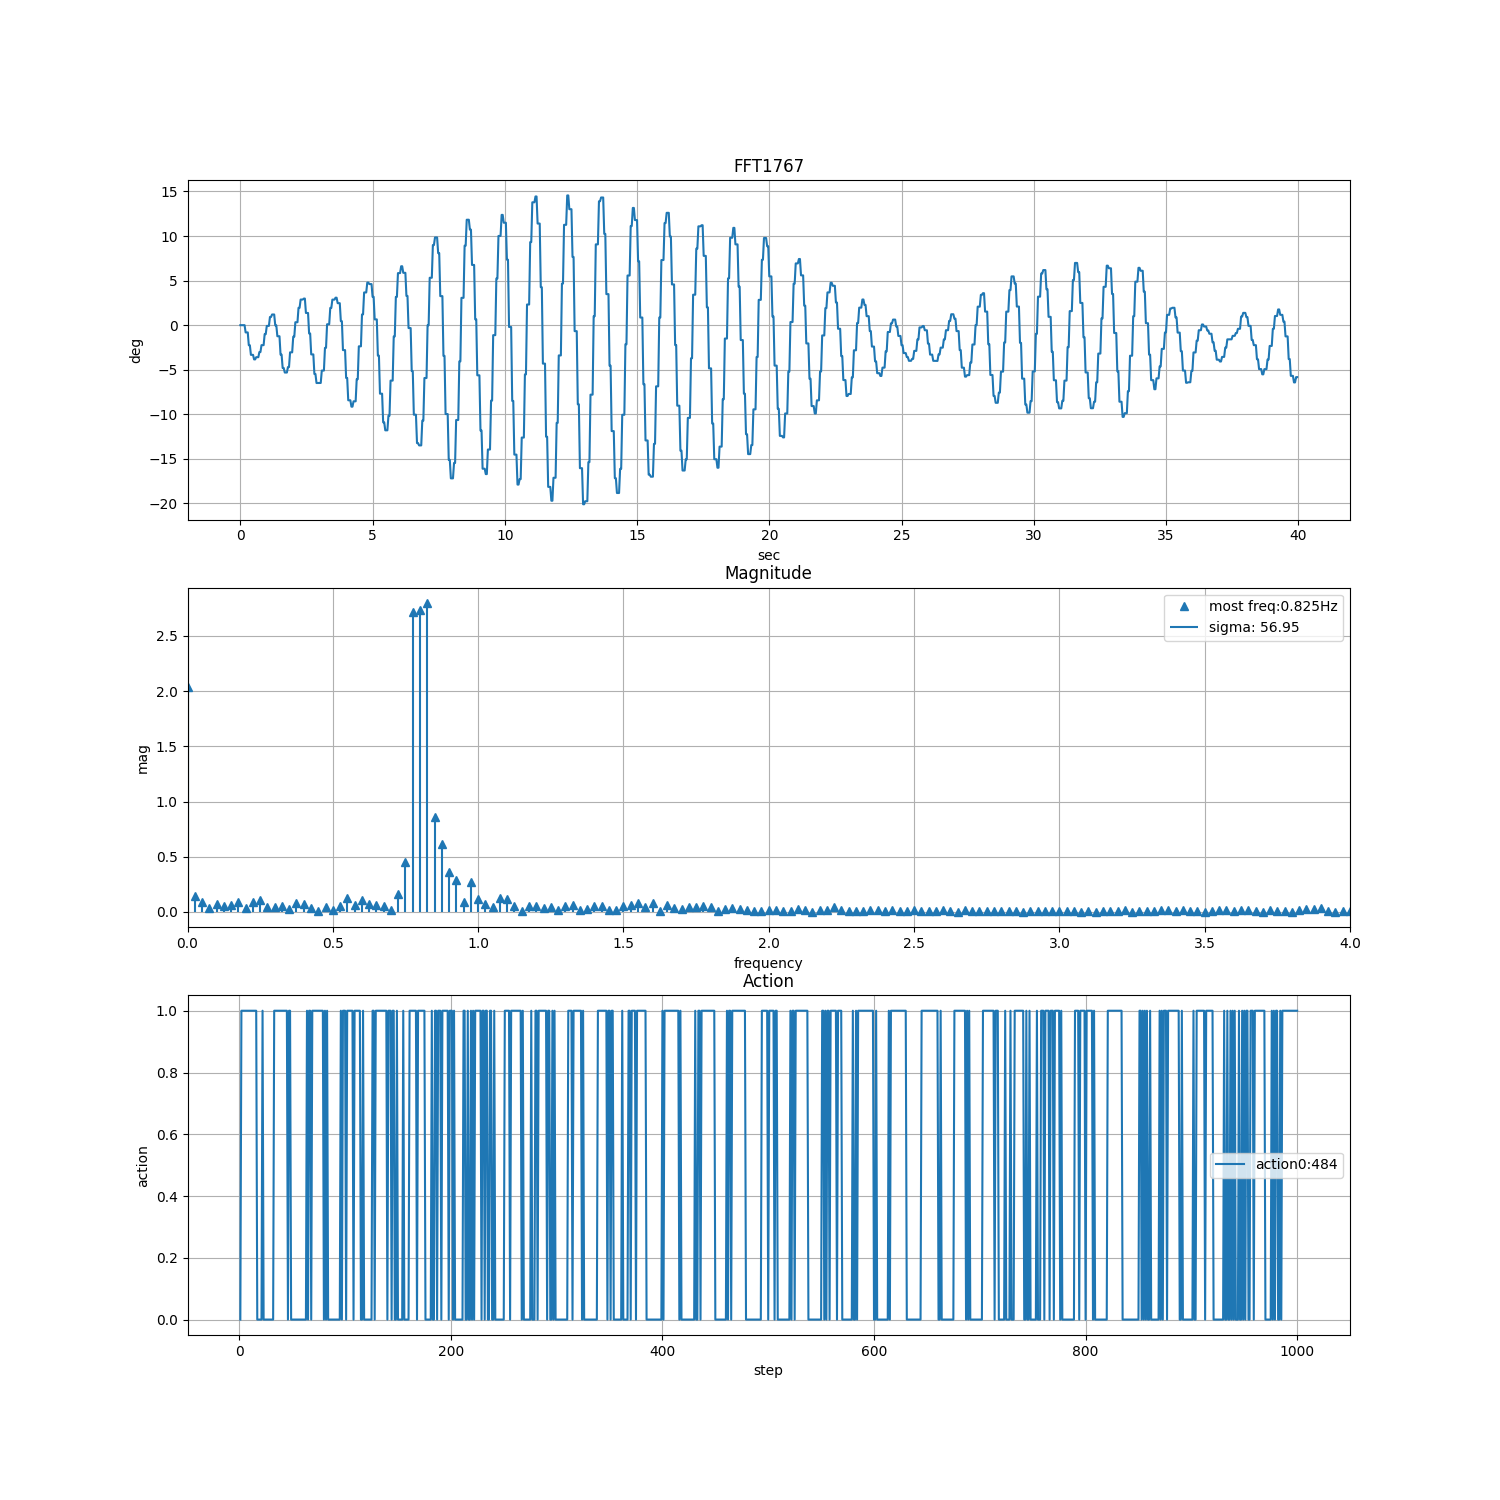 FFT1767
15
10
5
0
−5
−10
−15
−20
deg
0 5 10 15 20 25 30 35 40
sec
Magnitude
most freq:0.825Hz
sigma: 56.95
2.5
2.0
1.5
1.0
0.5
0.0
mag
0.0 0.5 1.0 1.5 2.0 2.5 3.0 3.5 4.0
frequency
Action
1.0
0.8
0.6
0.4
0.2
0.0
action
action0:484
0 200 400 600 800 1000
step